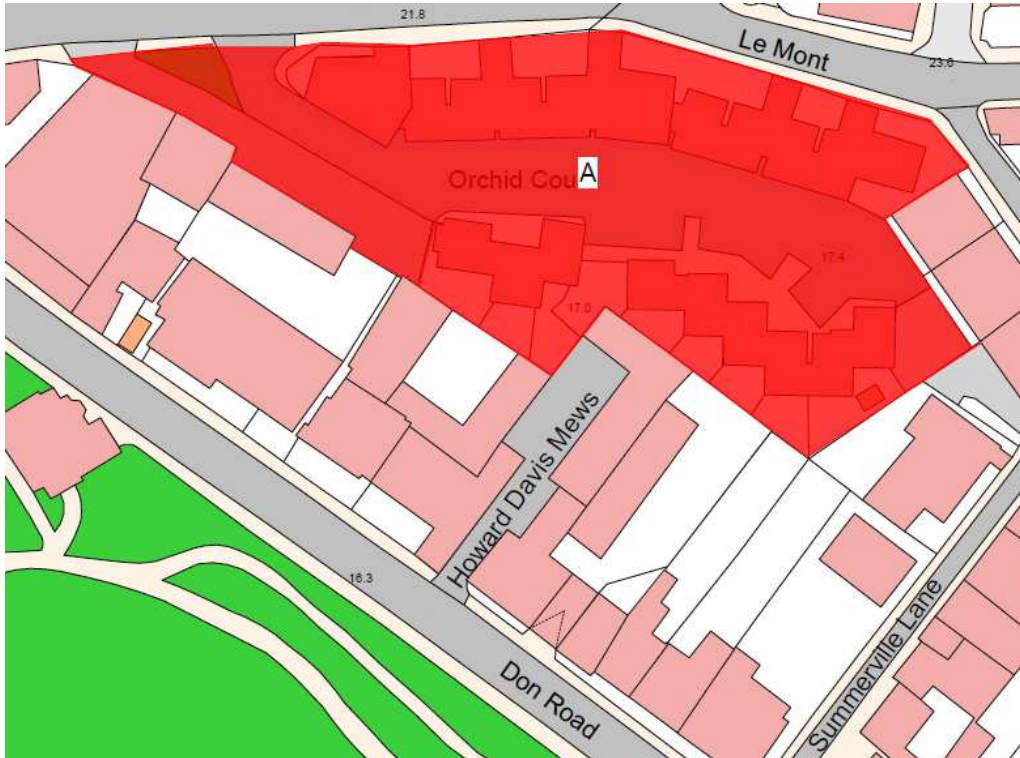 21.8
Le Mont
23.6
Orchid Cou
A
17.4
17.0
Howard Davis Mews
16.3
Don Road
Summerville Lane